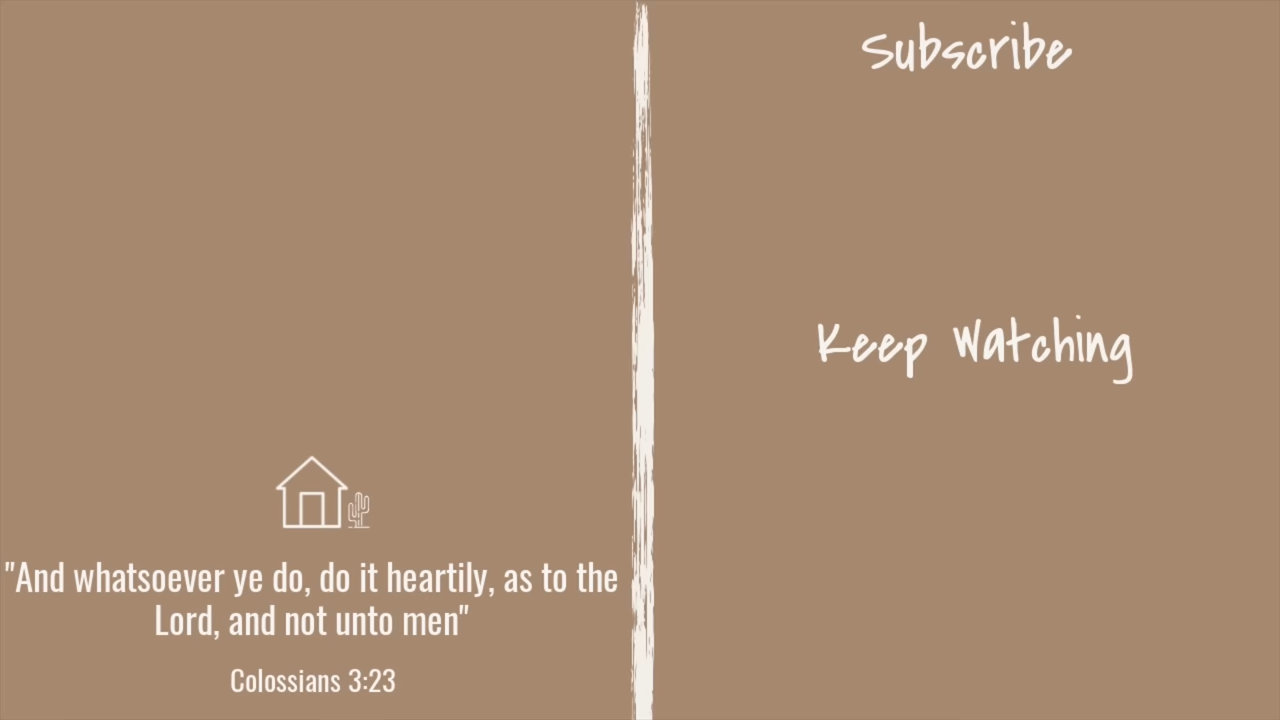 Subscribe
Keep Watching
"And whatsoever ye do, do it heartily, as to the
Lord, and not unto men"
Colossians 3:23